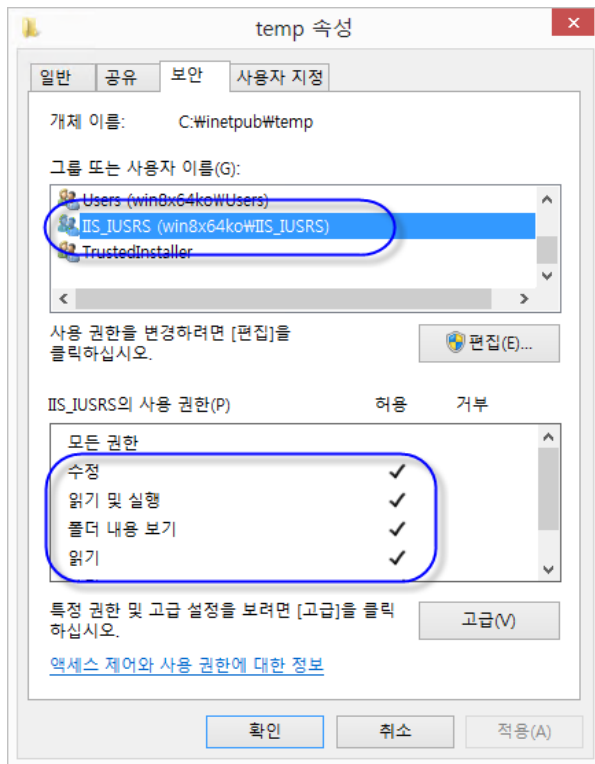 temp 속성
일반 공유 보안 사용자 지정
개체 이름: C:₩inetpub₩temp
그룹 또는 사용자 이름(G):
Users (win8x64ko₩Users)
IIS_IUSRS (win8x64ko₩IIS_IUSRS)
TrustedInstaller
사용 권한을 변경하려면 [편집]을
클릭하십시오.
편집(E)...
IIS_IUSRS의 사용 권한(P) 허용 거부
모든 권한
수정
읽기 및 실행
폴더 내용 보기
읽기
특정 권한 및 고급 설정을 보려면 [고급]을 클릭
하십시오.
고급(V)
액세스 제어와 사용 권한에 대한 정보
확인 취소 적용(A)